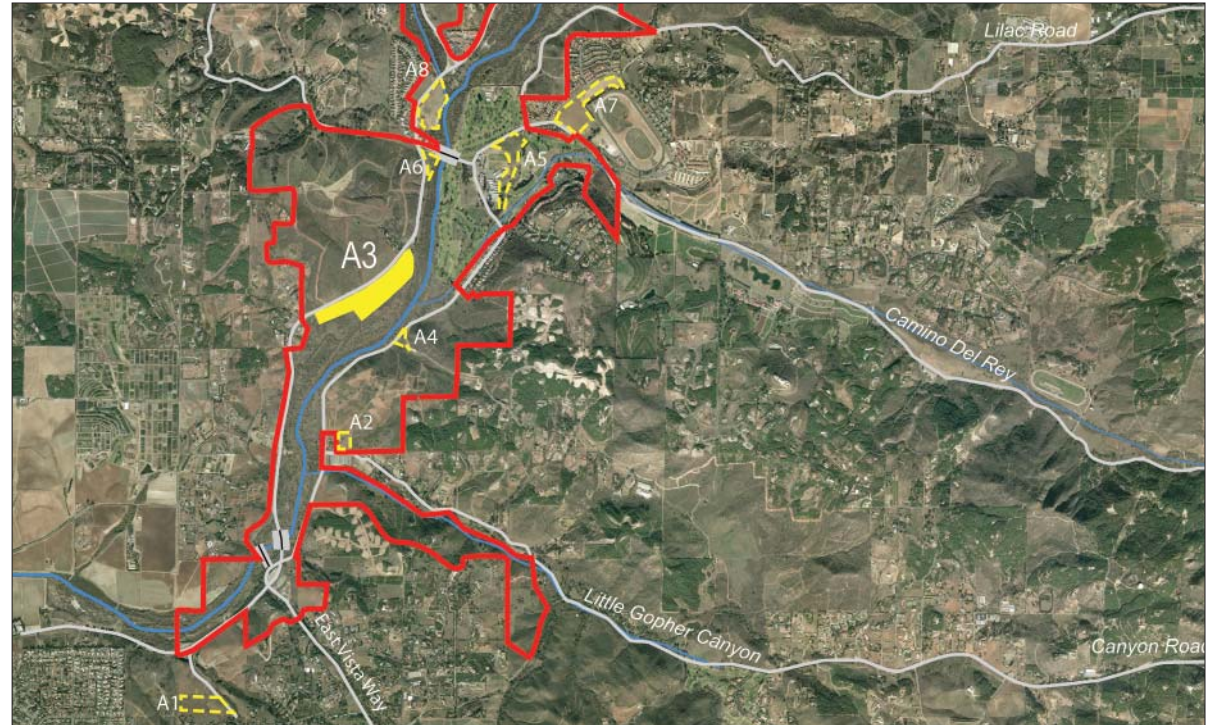 Lilac Road
A8
A7
A5
A6
A3
Camino Del Rey
A4
A2
Little Gopher Canyon
East Vista Way
Canyon Road
A1